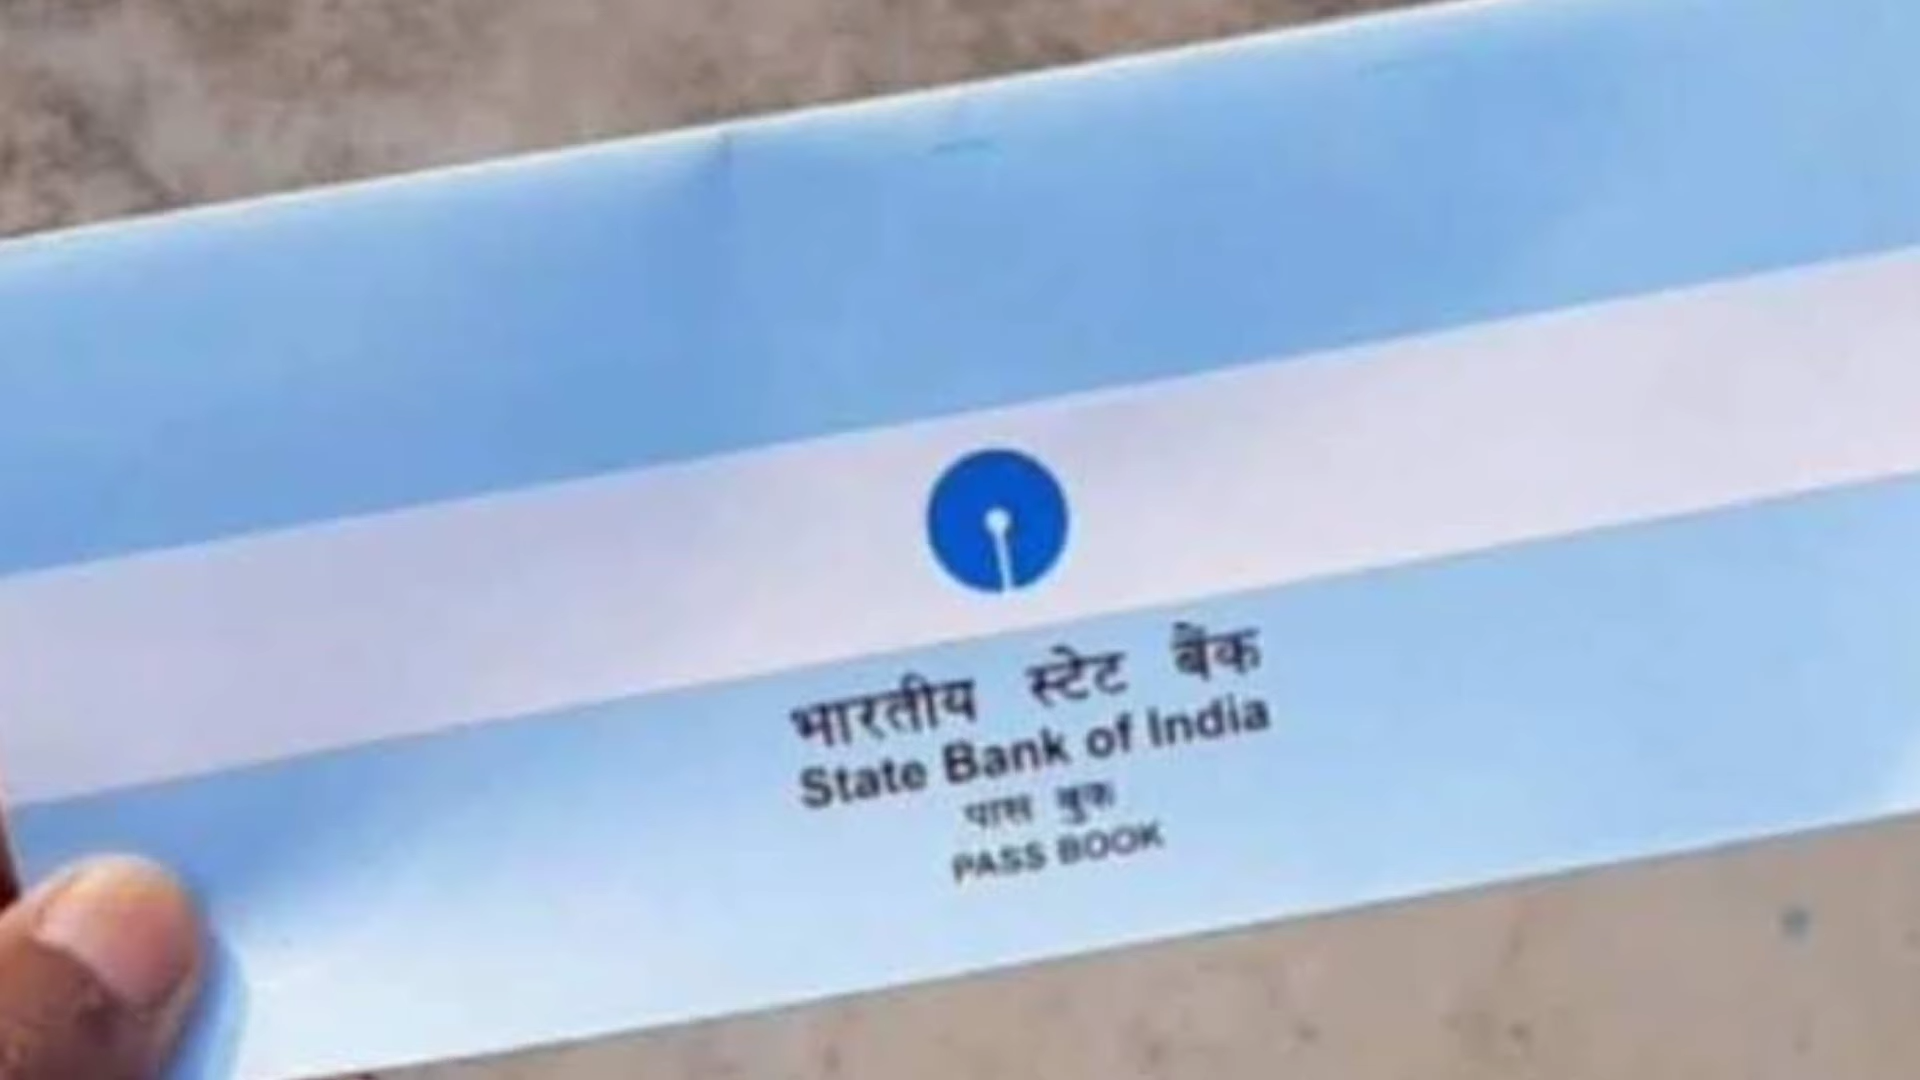 भारतीय स्टेट बैंक
State Bank of India
पास बुक
PASS BOOK